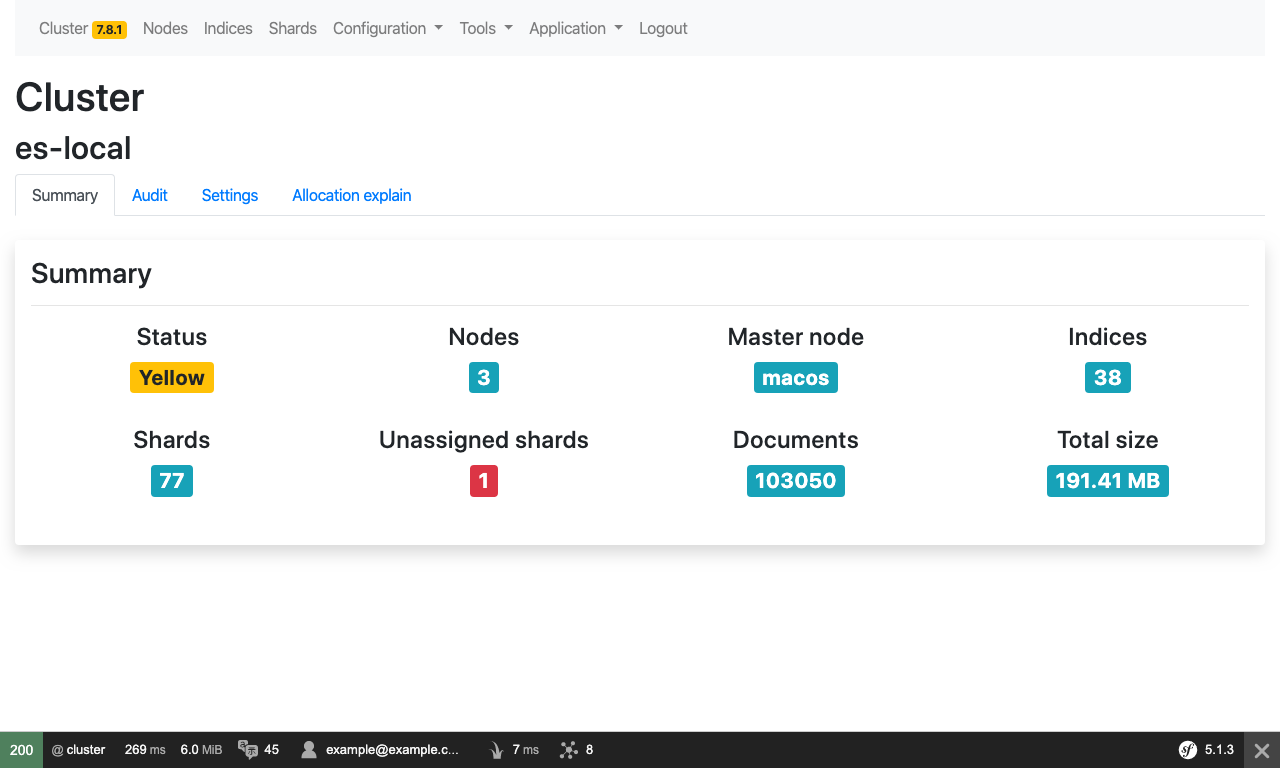 Cluster 7.8.1 Nodes Indices Shards Configuration Tools Application Logout
Cluster
es-local
Summary Audit Settings Allocation explain
Summary
Status Nodes Master node Indices
Yellow 3 macos 38
Shards Unassigned shards Documents Total size
77 1 103050 191.41 MB
200 @ cluster 269 ms 6.0 MiB 45 example@example.c... 7 ms 8 sf 5.1.3